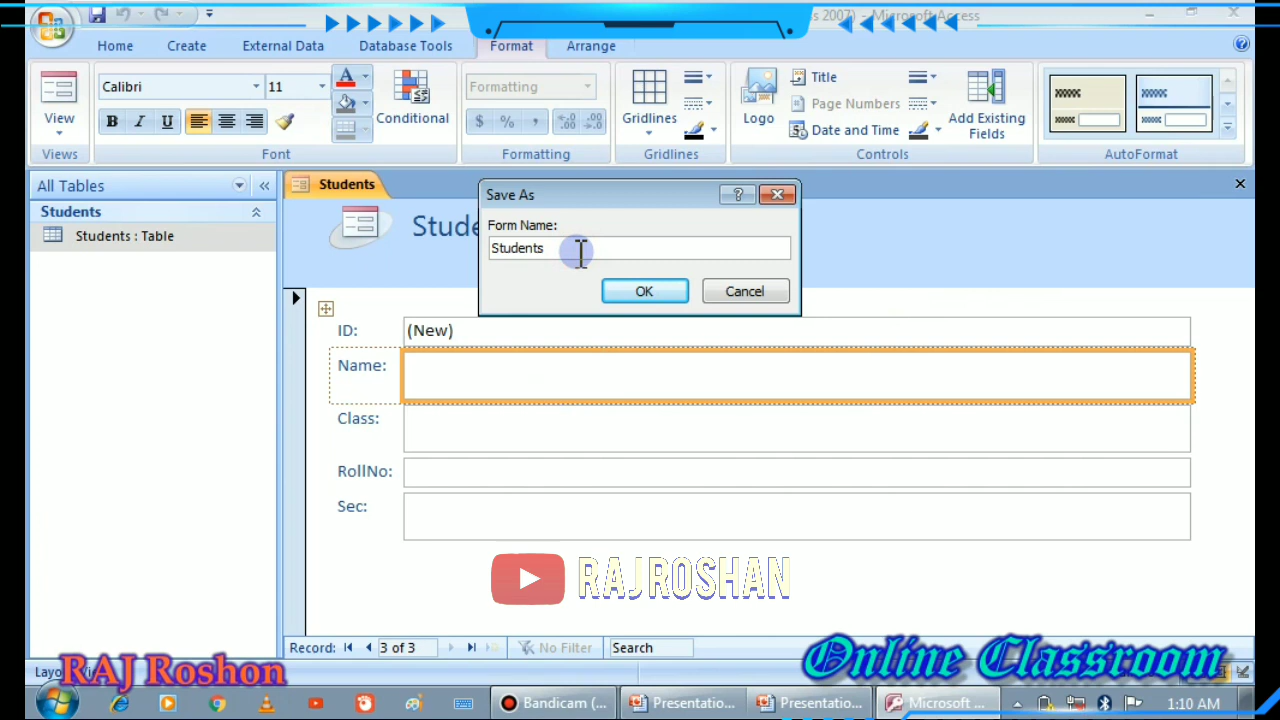 s 2007) - Microsoft Access
Home Create External Data Database Tools Format Arrange
Calibri 11
B I U
View
Conditional
Formatting
$ % ,
Gridlines
Logo
Title
Page Numbers
Date and Time
Add Existing
Fields
Views Font Formatting Gridlines Controls AutoFormat
All Tables
Students
Students : Table
Students
Save As
Form Name:
Students
OK Cancel
Stude
ID: (New)
Name:
Class:
RollNo:
Sec:
RAJROSHAN
Record: 3 of 3 No Filter Search
RAJ Roshon
Online Classroom
Bandicam (... Presentatio... Presentatio... Microsoft ... 1:10 AM